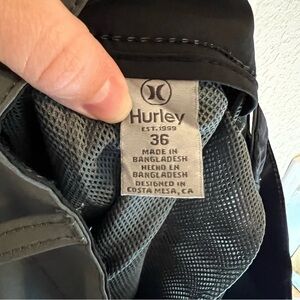 Hurley
EST.1999
36
MADE IN
BANGLADESH
HECHO EN
BANGLADESH
DESIGNED IN
COSTA MESA, CA